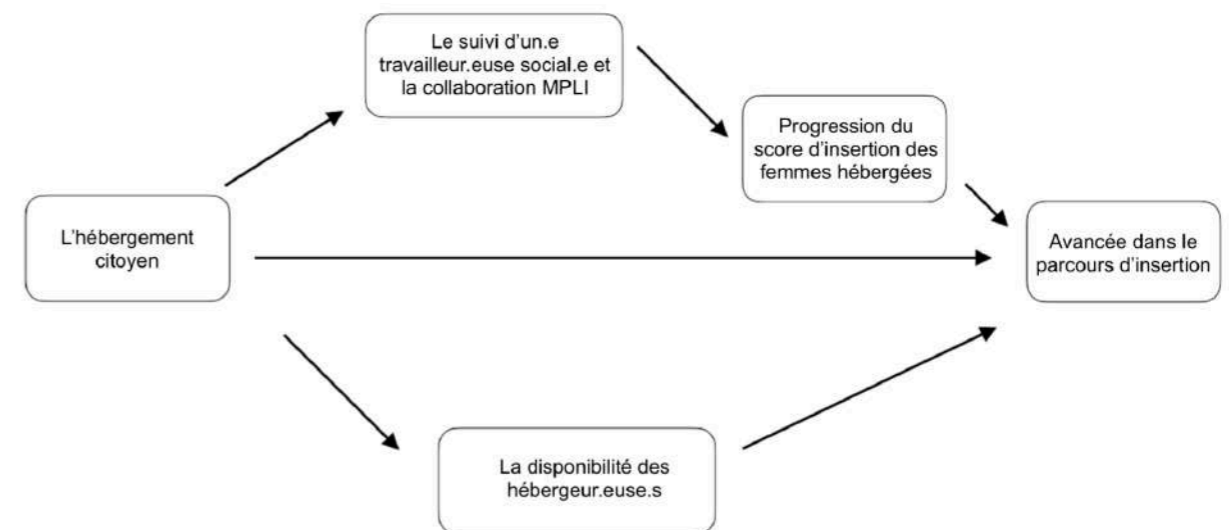 Le suivi d'un.e
travailleur.euse social.e et
la collaboration MPLI
Progression du
score d'insertion des
femmes hébergées
L'hébergement
citoyen
Avancée dans le
parcours d'insertion
La disponibilité des
hébergeur.euse.s